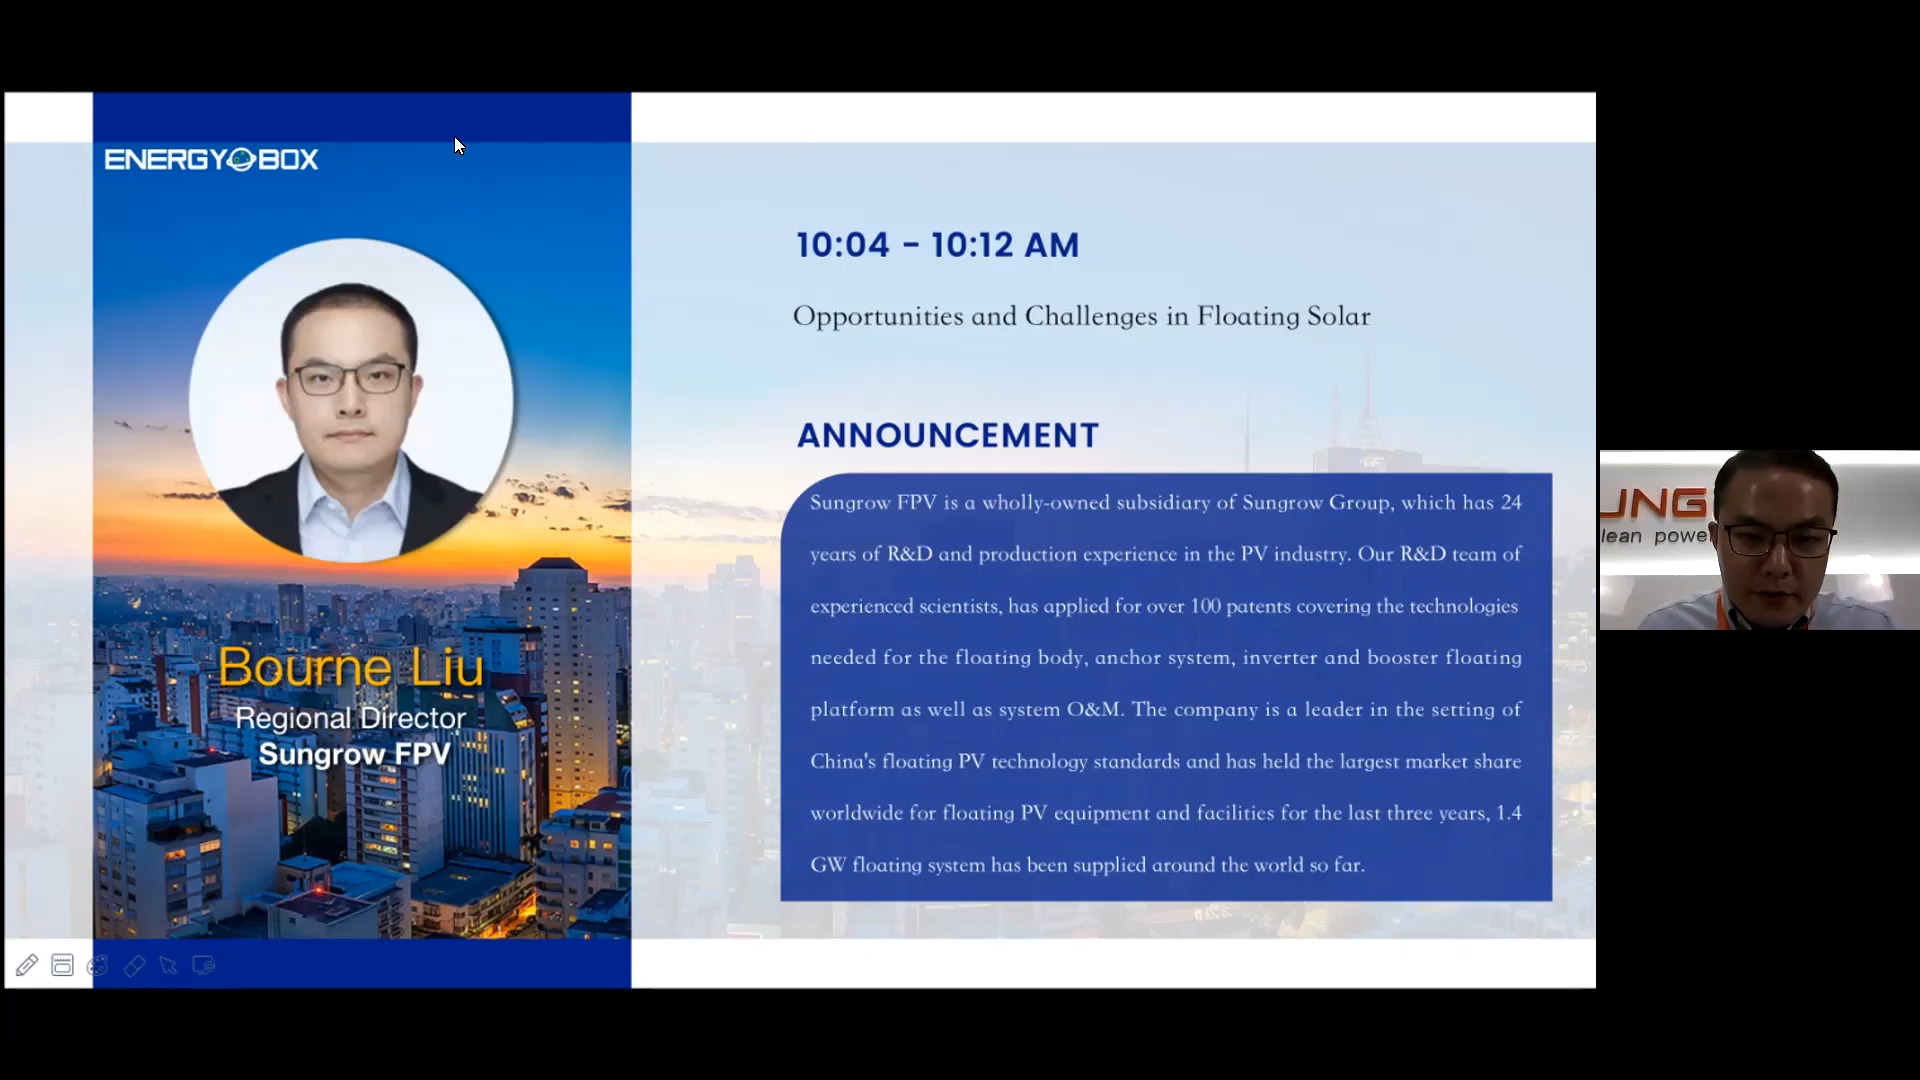 ENERGY BOX
10:04 - 10:12 AM
Opportunities and Challenges in Floating Solar
ANNOUNCEMENT
Sungrow FPV is a wholly-owned subsidiary of Sungrow Group, which has 24
years of R&D and production experience in the PV industry. Our R&D team of
experienced scientists, has applied for over 100 patents covering the technologies
needed for the floating body, anchor system, inverter and booster floating
platform as well as system O&M. The company is a leader in the setting of
China's floating PV technology standards and has held the largest market share
worldwide for floating PV equipment and facilities for the last three years, 1.4
GW floating system has been supplied around the world so far.
Bourne Liu
Regional Director
Sungrow FPV
UNG
lean powe